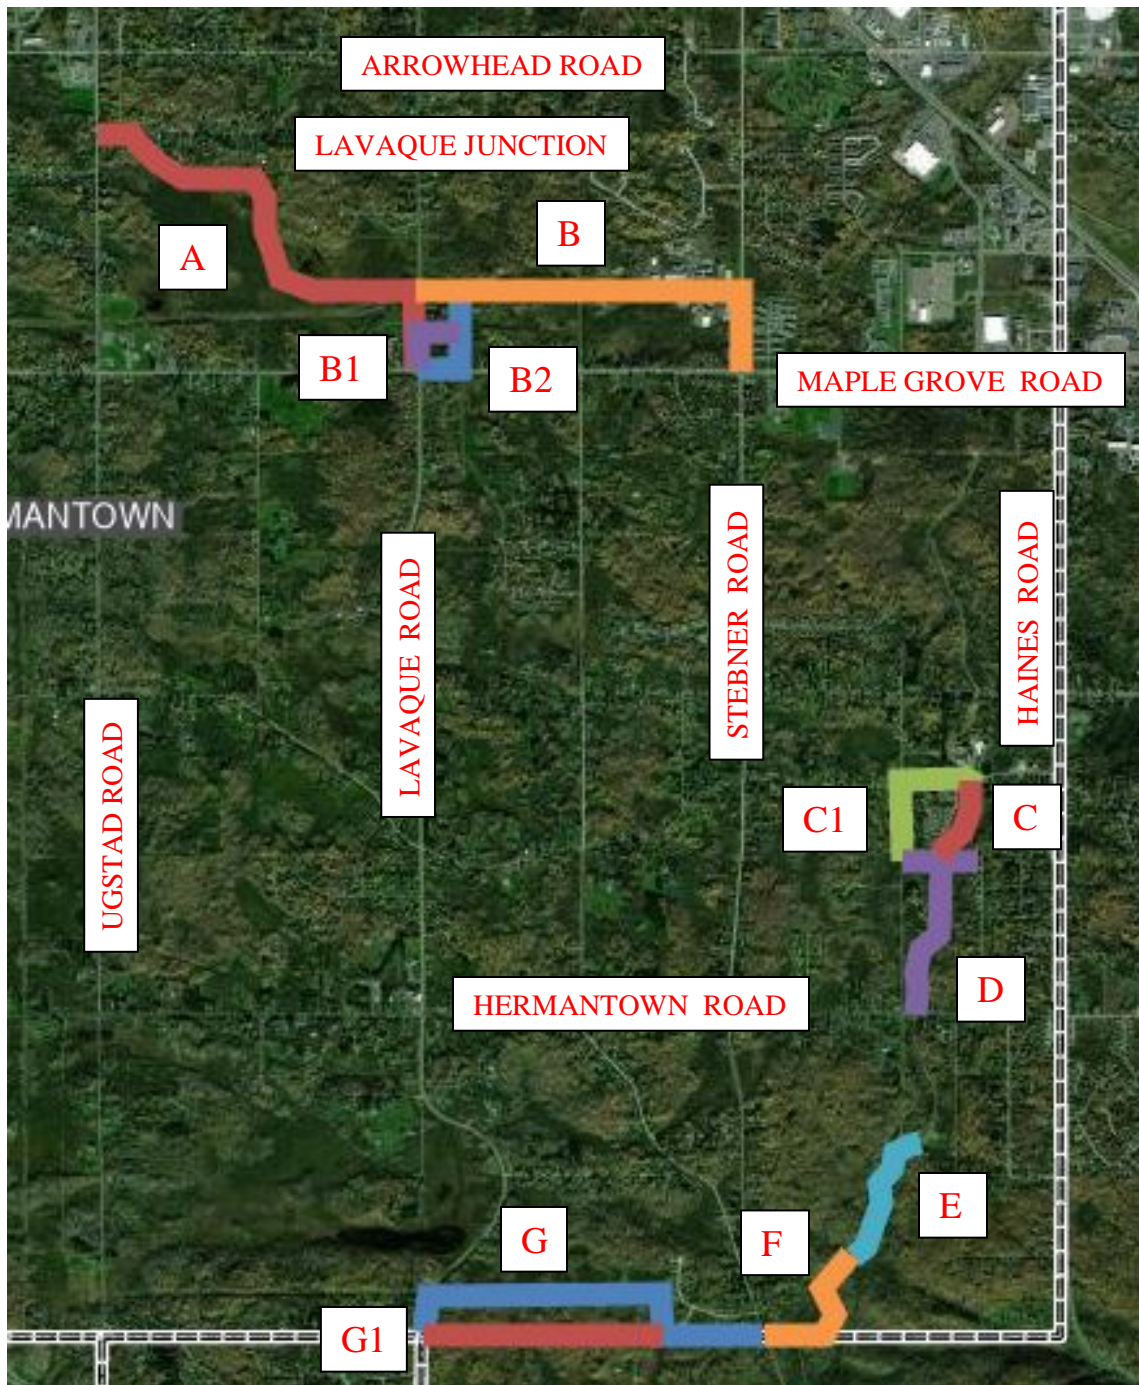 ARROWHEAD ROAD
LAVAQUE JUNCTION
B
A
B1
B2
MAPLE GROVE ROAD
MANTOWN
LAVAQUE ROAD
STEBNER ROAD
HAINES ROAD
UGSTAD ROAD
C1
C
D
HERMANTOWN ROAD
E
F
G
G1